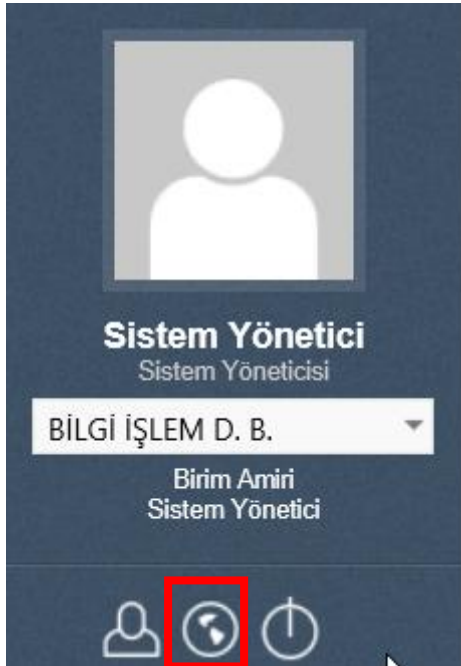 Sistem Yönetici
Sistem Yöneticisi
BİLGİ İŞLEM D. B.
Birim Amiri
Sistem Yönetici